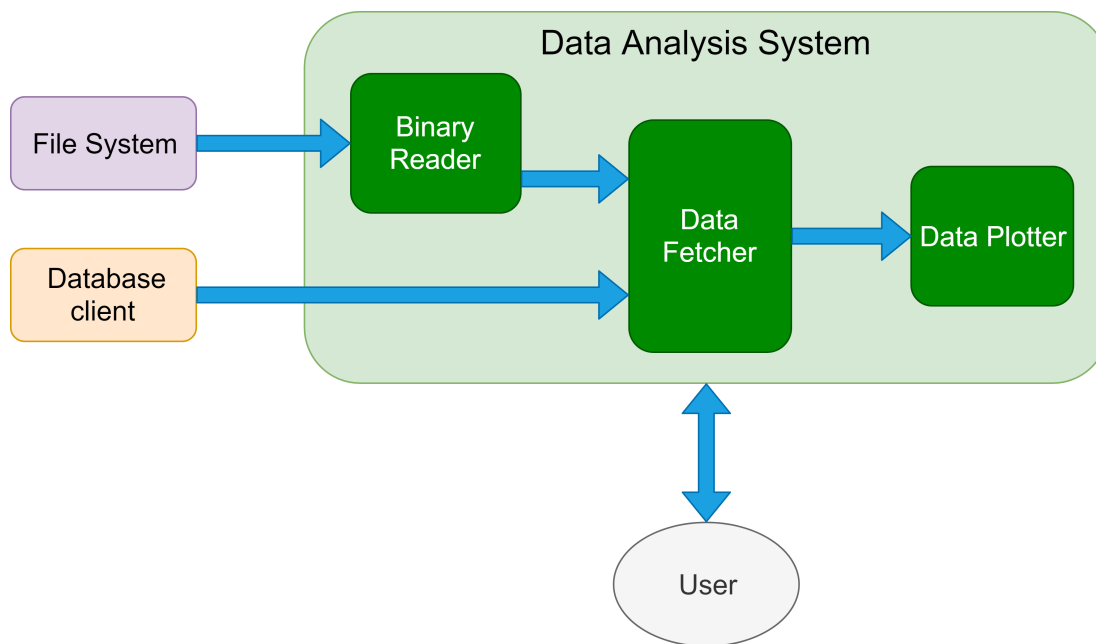 Data Analysis System
File System
Binary
Reader
Data
Fetcher
Data Plotter
Database
client
User